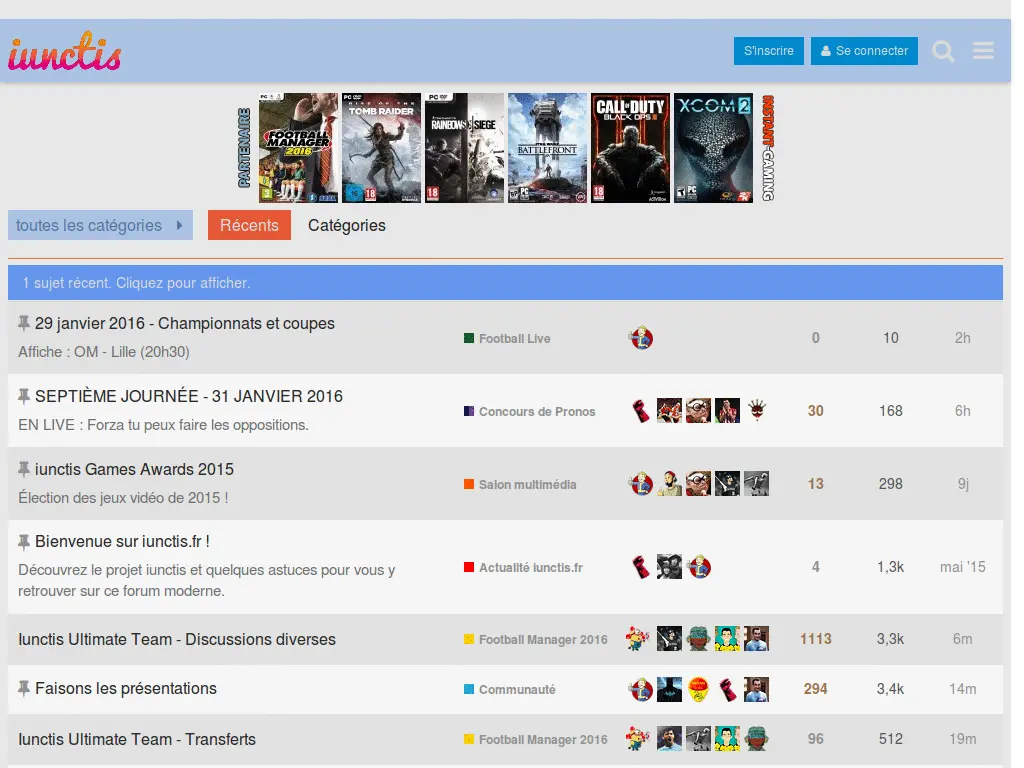 iunctis
S'inscrire
Se connecter
PARTENAIRE
FOOTBALL MANAGER 2016
RISE OF THE TOMB RAIDER
RAINBOW SIX SIEGE
STAR WARS BATTLEFRONT
CALL OF DUTY BLACK OPS III
XCOM 2
INSTANT-GAMING
toutes les catégories
Récents
Catégories
1 sujet récent. Cliquez pour afficher.
29 janvier 2016 - Championnats et coupes
Affiche : OM - Lille (20h30)
Football Live
0
10
2h
SEPTIÈME JOURNÉE - 31 JANVIER 2016
EN LIVE : Forza tu peux faire les oppositions.
Concours de Pronos
30
168
6h
iunctis Games Awards 2015
Élection des jeux vidéo de 2015 !
Salon multimédia
13
298
9j
Bienvenue sur iunctis.fr !
Découvrez le projet iunctis et quelques astuces pour vous y
retrouver sur ce forum moderne.
Actualité iunctis.fr
4
1,3k
mai '15
Iunctis Ultimate Team - Discussions diverses
Football Manager 2016
1113
3,3k
6m
Faisons les présentations
Communauté
294
3,4k
14m
Iunctis Ultimate Team - Transferts
Football Manager 2016
96
512
19m